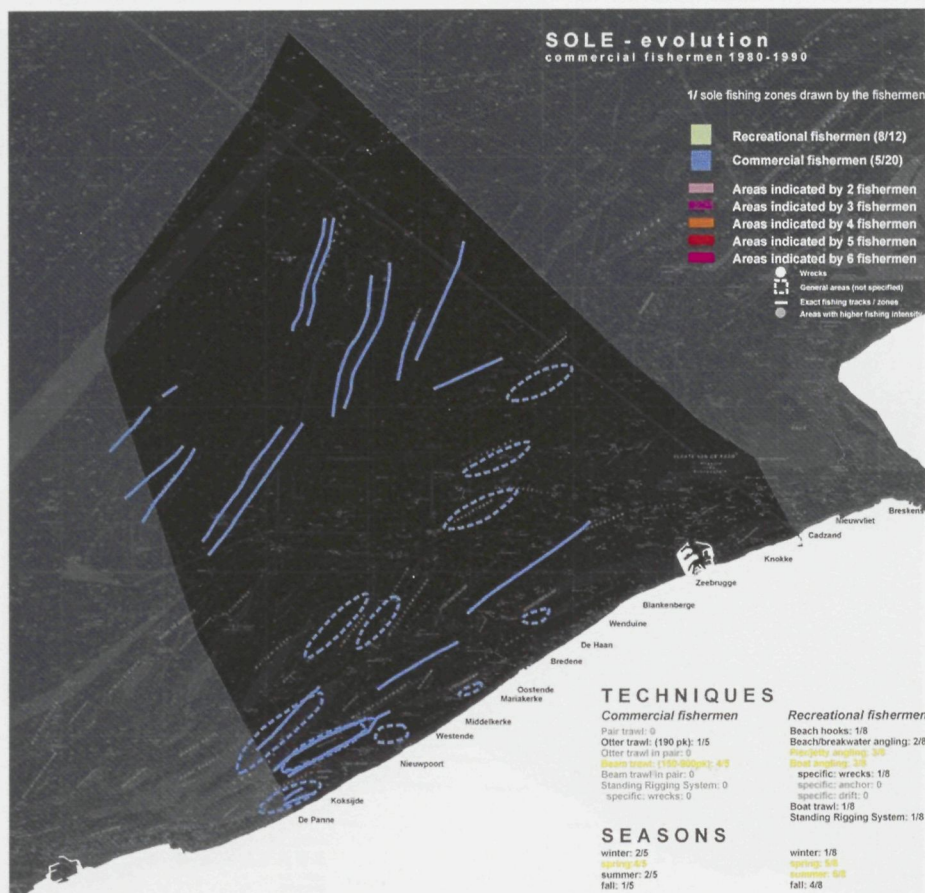 SOLE - evolution
commercial fishermen 1980-1990
1/ sole fishing zones drawn by the fishermen
Recreational fishermen (8/12)
Commercial fishermen (5/20)
Areas indicated by 2 fishermen
Areas indicated by 3 fishermen
Areas indicated by 4 fishermen
Areas indicated by 5 fishermen
Areas indicated by 6 fishermen
Wrecks
General areas (not specified)
Exact fishing tracks / zones
Areas with higher fishing intensity
Breskens
Nieuwvliet
Cadzand
Knokke
Zeebrugge
Blankenberge
Wenduine
De Haan
Bredene
Oostende
Mariakerke
Middelkerke
Westende
Nieuwpoort
Koksijde
De Panne
TECHNIQUES
Commercial fishermen
Pair trawl: 0
Otter trawl: (190 pk): 1/5
Otter trawl in pair: 0
Beam trawl: (150-900pk): 4/5
Beam trawl in pair: 0
Standing Rigging System: 0
specific: wrecks: 0
Recreational fishermen
Beach hooks: 1/8
Beach/breakwater angling: 2/8
Pier/jetty angling: 3/8
Boat angling: 3/8
specific: wrecks: 1/8
specific: anchor: 0
specific: drift: 0
Boat trawl: 1/8
Standing Rigging System: 1/8
SEASONS
winter: 2/5
spring: 4/5
summer: 2/5
fall: 1/5
winter: 1/8
spring: 5/8
summer: 6/8
fall: 4/8